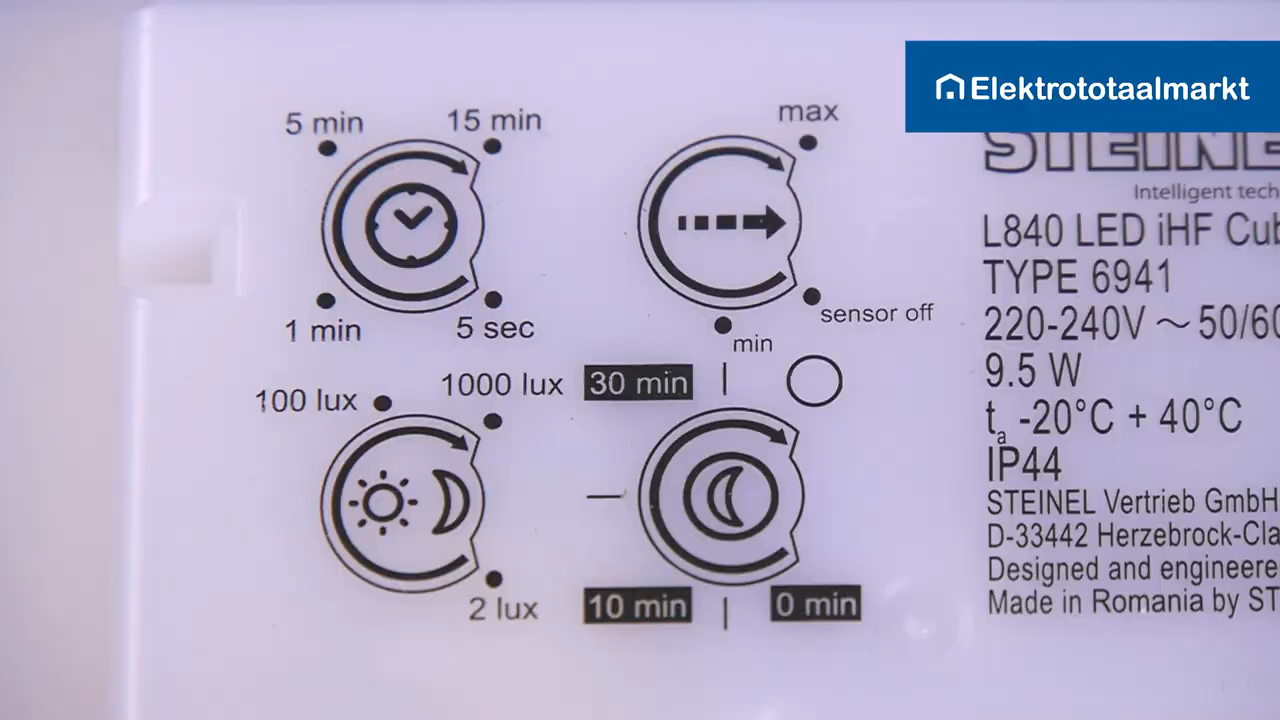 Elektrototaalmarkt
5 min
15 min
1 min
5 sec
max
sensor off
min
100 lux
1000 lux
2 lux
30 min
10 min
0 min
STEINEL
Intelligent tech
L840 LED iHF Cub
TYPE 6941
220-240V ~ 50/60
9.5 W
ta -20°C + 40°C
IP44
STEINEL Vertrieb GmbH
D-33442 Herzebrock-Cla
Designed and engineere
Made in Romania by ST